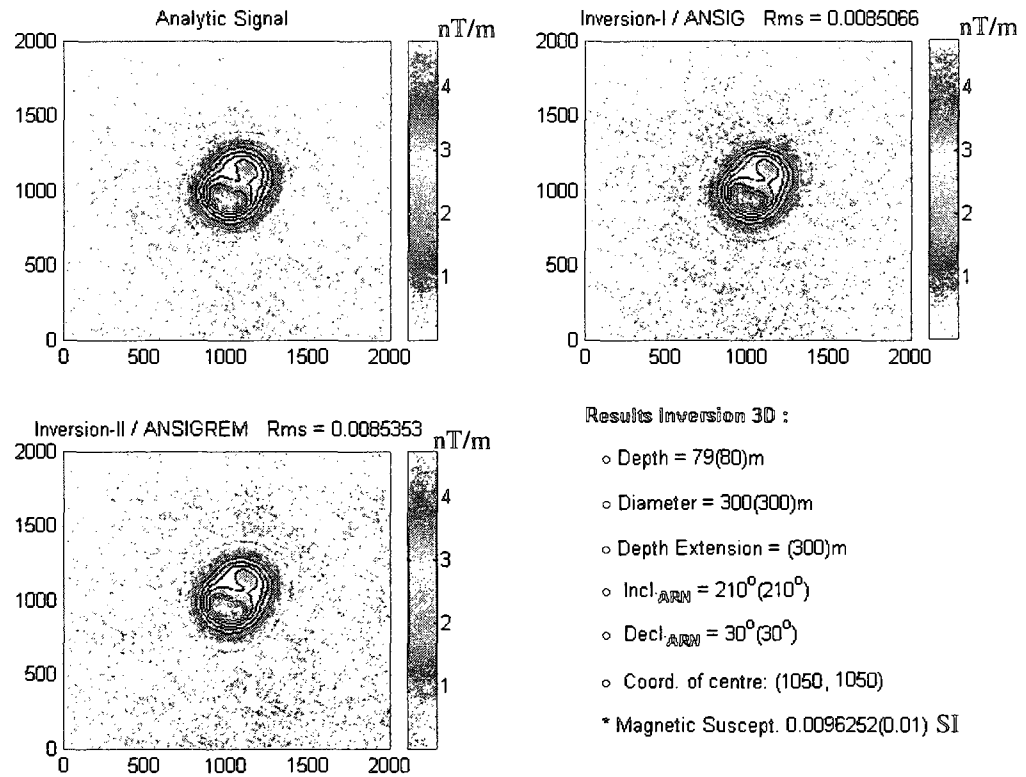 Analytic Signal
nT/m
2000
1500
1000
500
0
0 500 1000 1500 2000
4
3
2
1
Inversion-I / ANSIG Rms = 0.0085066
nT/m
2000
1500
1000
500
0
0 500 1000 1500 2000
4
3
2
1
Inversion-II / ANSIGREM Rms = 0.0085353
nT/m
2000
1500
1000
500
0
0 500 1000 1500 2000
4
3
2
1
Results Inversion 3D :
o Depth = 79(80)m
o Diameter = 300(300)m
o Depth Extension = (300)m
o Incl.ARN = 210°(210°)
o Decl.ARN = 30°(30°)
o Coord. of centre: (1050, 1050)
* Magnetic Suscept. 0.0096252(0.01) SI